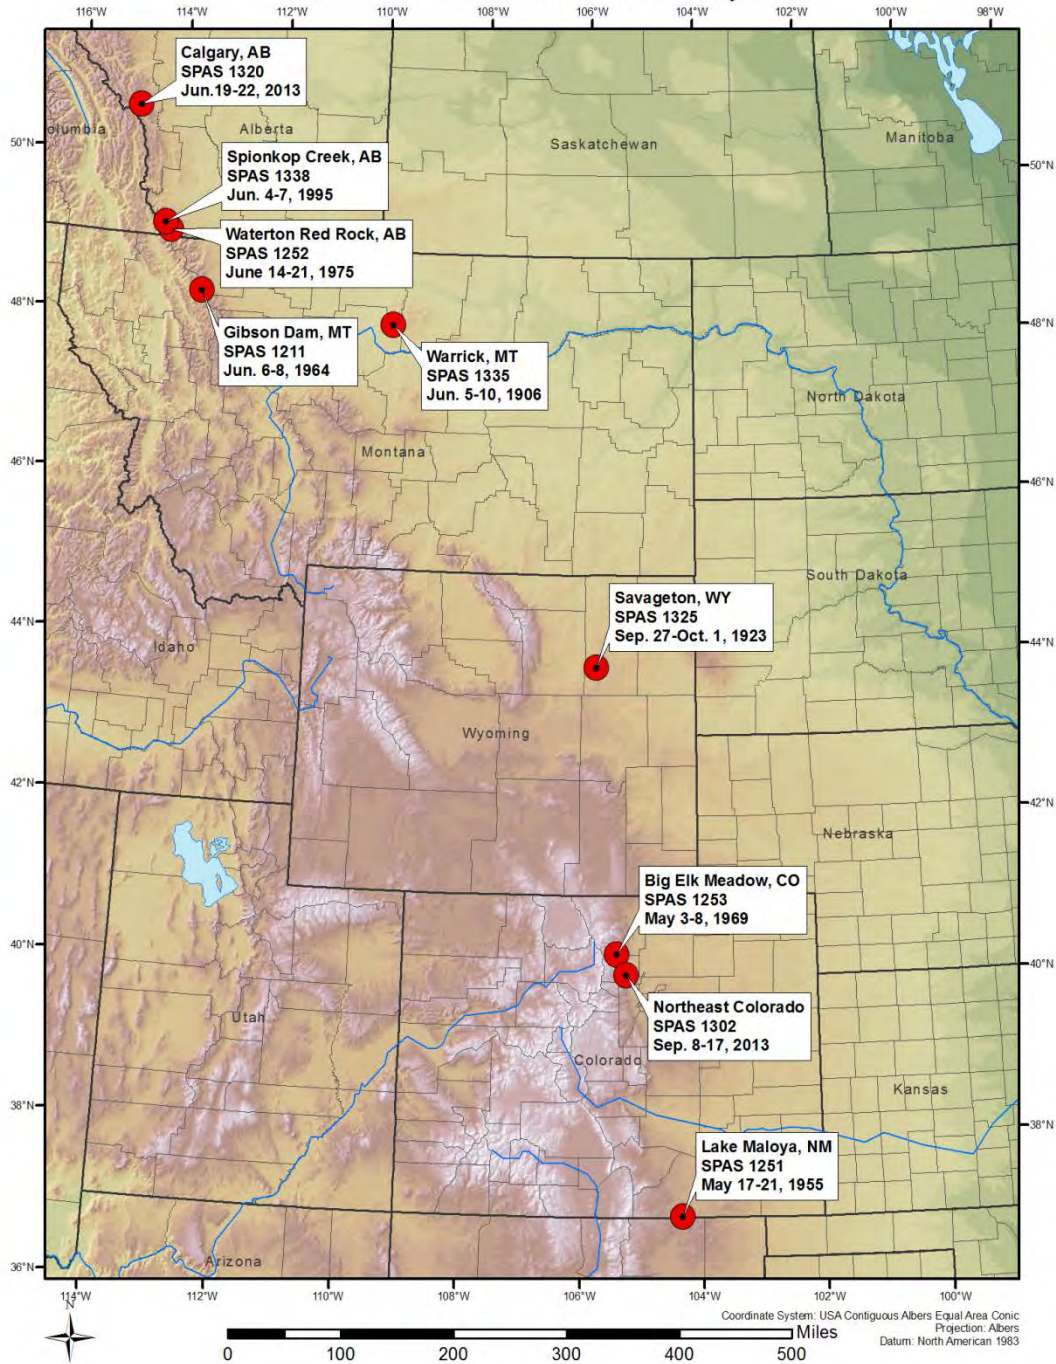 116°W 114°W 112°W 110°W 108°W 106°W 104°W 102°W 100°W 98°W
Calgary, AB
SPAS 1320
Jun.19-22, 2013
olumbia
Alberta
Saskatchewan
Manitoba
50°N
50°N
Spionkop Creek, AB
SPAS 1338
Jun. 4-7, 1995
Waterton Red Rock, AB
SPAS 1252
June 14-21, 1975
48°N
48°N
Gibson Dam, MT
SPAS 1211
Jun. 6-8, 1964
Warrick, MT
SPAS 1335
Jun. 5-10, 1906
North Dakota
Montana
46°N
46°N
South Dakota
Savageton, WY
SPAS 1325
Sep. 27-Oct. 1, 1923
44°N
44°N
Idaho
Wyoming
42°N
42°N
Nebraska
Big Elk Meadow, CO
SPAS 1253
May 3-8, 1969
40°N
40°N
Northeast Colorado
SPAS 1302
Sep. 8-17, 2013
Utah
Colorado
Kansas
38°N
38°N
Lake Maloya, NM
SPAS 1251
May 17-21, 1955
Arizona
36°N
114°W 112°W 110°W 108°W 106°W 104°W 102°W 100°W
N
Coordinate System: USA Contiguous Albers Equal Area Conic
Projection: Albers
Datum: North American 1983
Miles
0 100 200 300 400 500